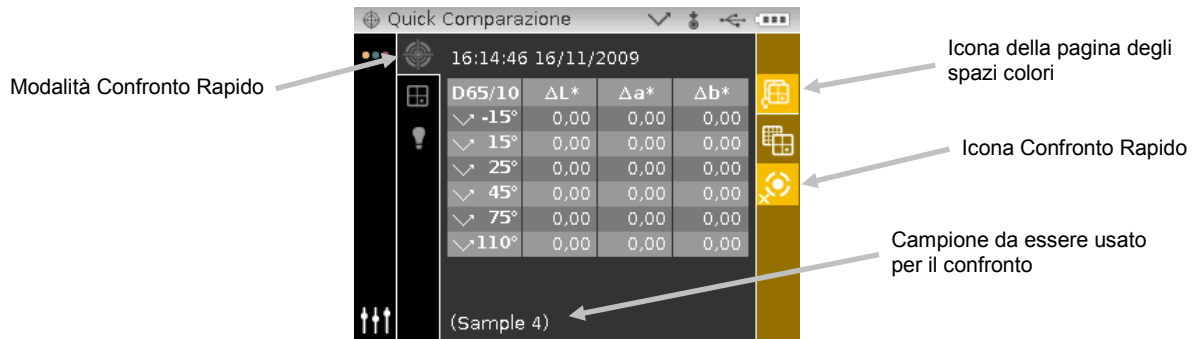 Quick Comparazione
Modalità Confronto Rapido
16:14:46 16/11/2009
D65/10 ΔL* Δa* Δb*
-15° 0,00 0,00 0,00
15° 0,00 0,00 0,00
25° 0,00 0,00 0,00
45° 0,00 0,00 0,00
75° 0,00 0,00 0,00
110° 0,00 0,00 0,00
(Sample 4)
Icona della pagina degli
spazi colori
Icona Confronto Rapido
Campione da essere usato
per il confronto